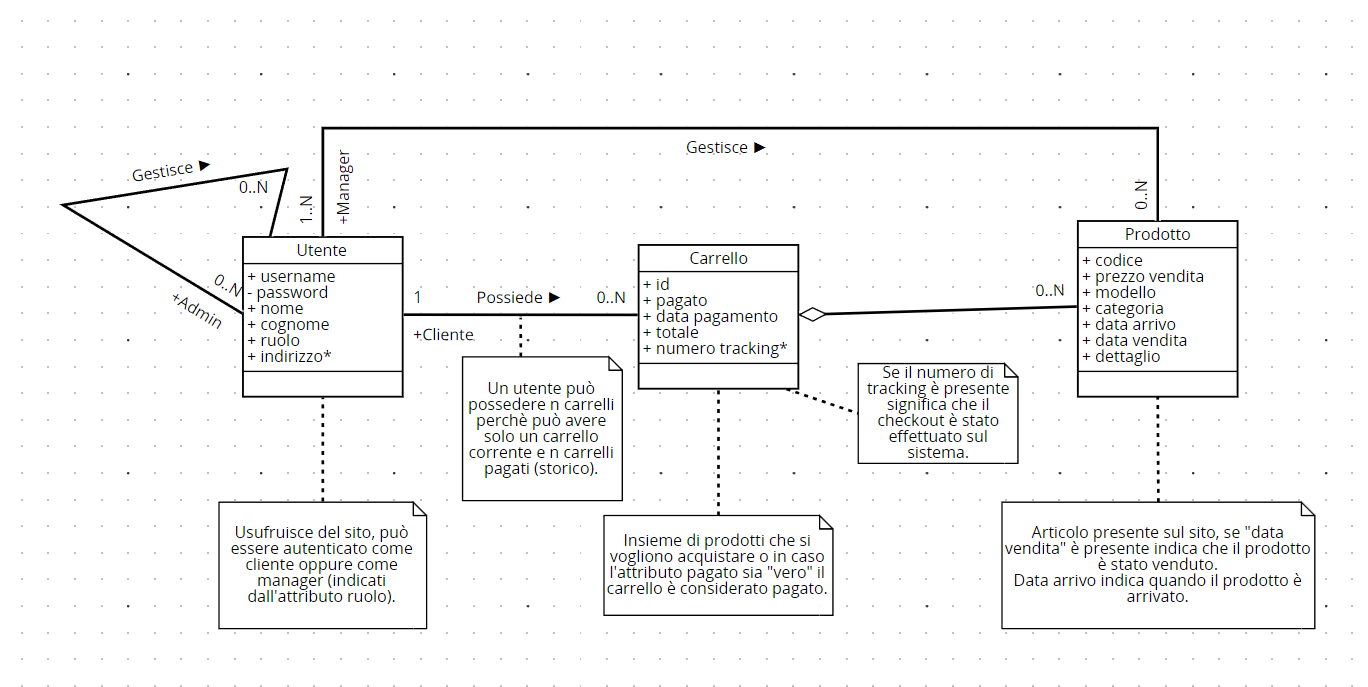 Gestisce ►
+Manager
1..N
0..N
Gestisce ►
0..N
0..N
+Admin
Utente
+ username
- password
+ nome
+ cognome
+ ruolo
+ indirizzo*
1
Possiede ►
0..N
+Cliente
Carrello
+ id
+ pagato
+ data pagamento
+ totale
+ numero tracking*
0..N
Prodotto
+ codice
+ prezzo vendita
+ modello
+ categoria
+ data arrivo
+ data vendita
+ dettaglio
Un utente può
possedere n carrelli
perchè può avere
solo un carrello
corrente e n carrelli
pagati (storico).
Se il numero di
tracking è presente
significa che il
checkout è stato
effettuato sul
sistema.
Usufruisce del sito, può
essere autenticato come
cliente oppure come
manager (indicati
dall'attributo ruolo).
Insieme di prodotti che si
vogliono acquistare o in caso
l'attributo pagato sia "vero" il
carrello è considerato pagato.
Articolo presente sul sito, se "data
vendita" è presente indica che il prodotto
è stato venduto.
Data arrivo indica quando il prodotto è
arrivato.